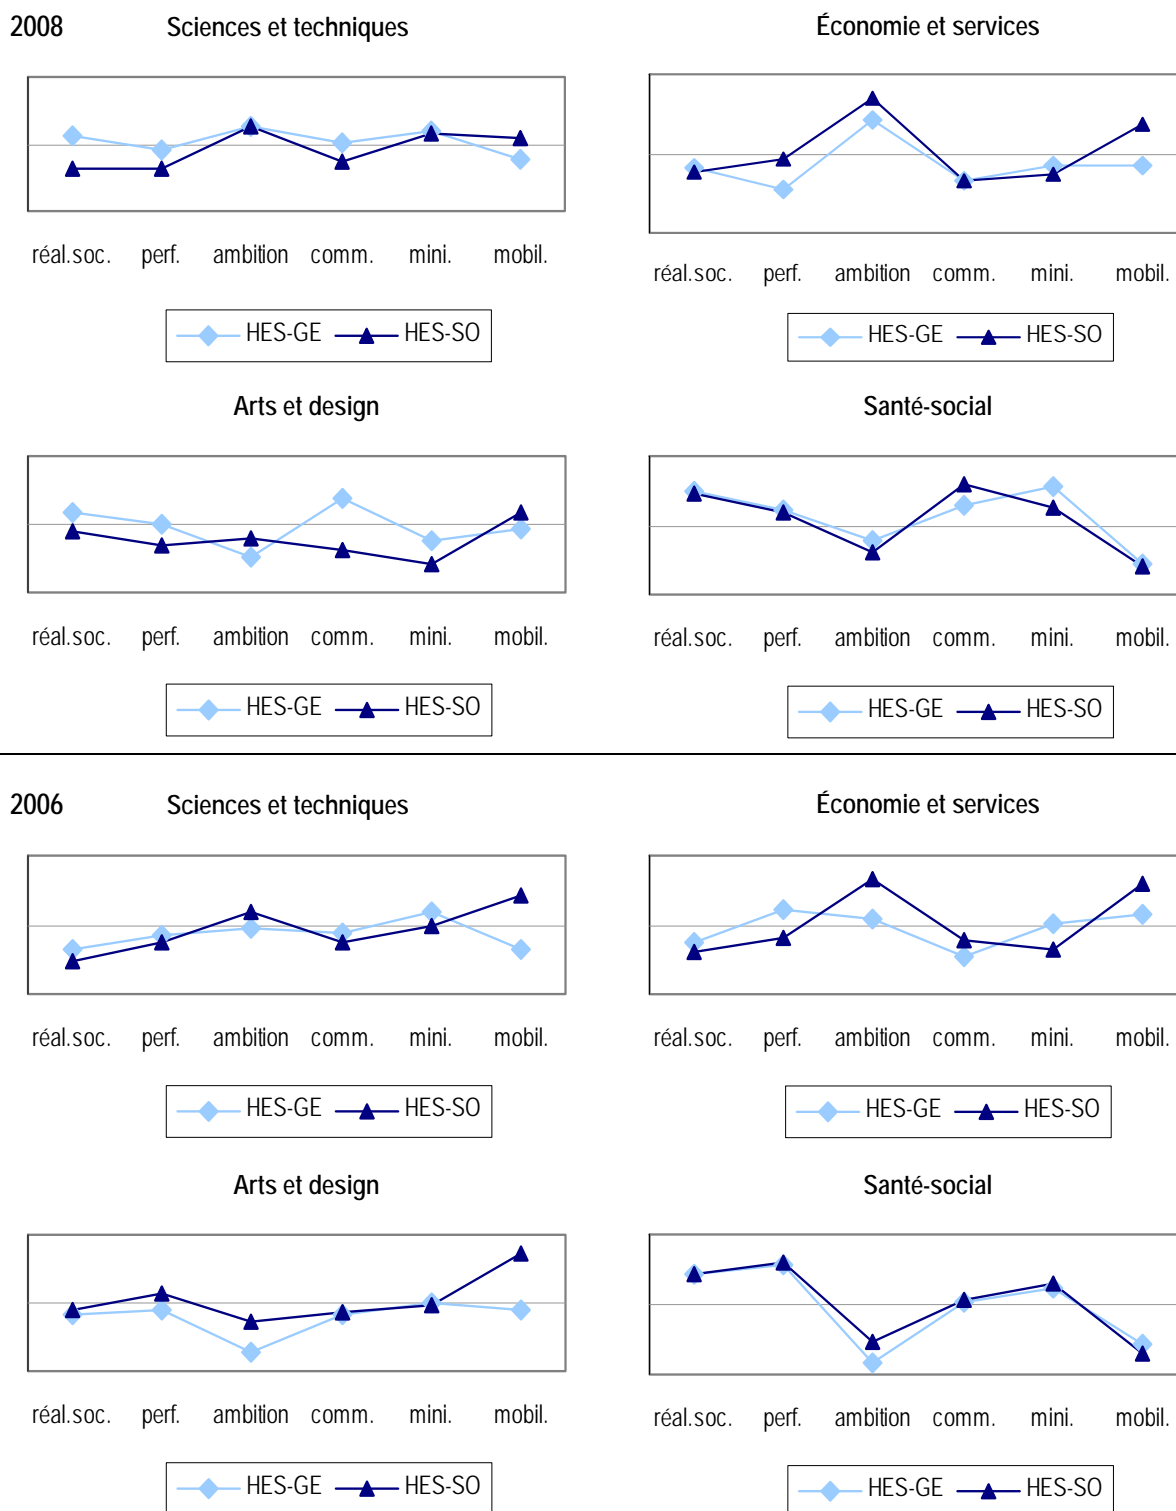 2008 Sciences et techniques Économie et services
réal.soc. perf. ambition comm. mini. mobil. réal.soc. perf. ambition comm. mini. mobil.
HES-GE HES-SO HES-GE HES-SO
Arts et design Santé-social
réal.soc. perf. ambition comm. mini. mobil. réal.soc. perf. ambition comm. mini. mobil.
HES-GE HES-SO HES-GE HES-SO
2006 Sciences et techniques Économie et services
réal.soc. perf. ambition comm. mini. mobil. réal.soc. perf. ambition comm. mini. mobil.
HES-GE HES-SO HES-GE HES-SO
Arts et design Santé-social
réal.soc. perf. ambition comm. mini. mobil. réal.soc. perf. ambition comm. mini. mobil.
HES-GE HES-SO HES-GE HES-SO